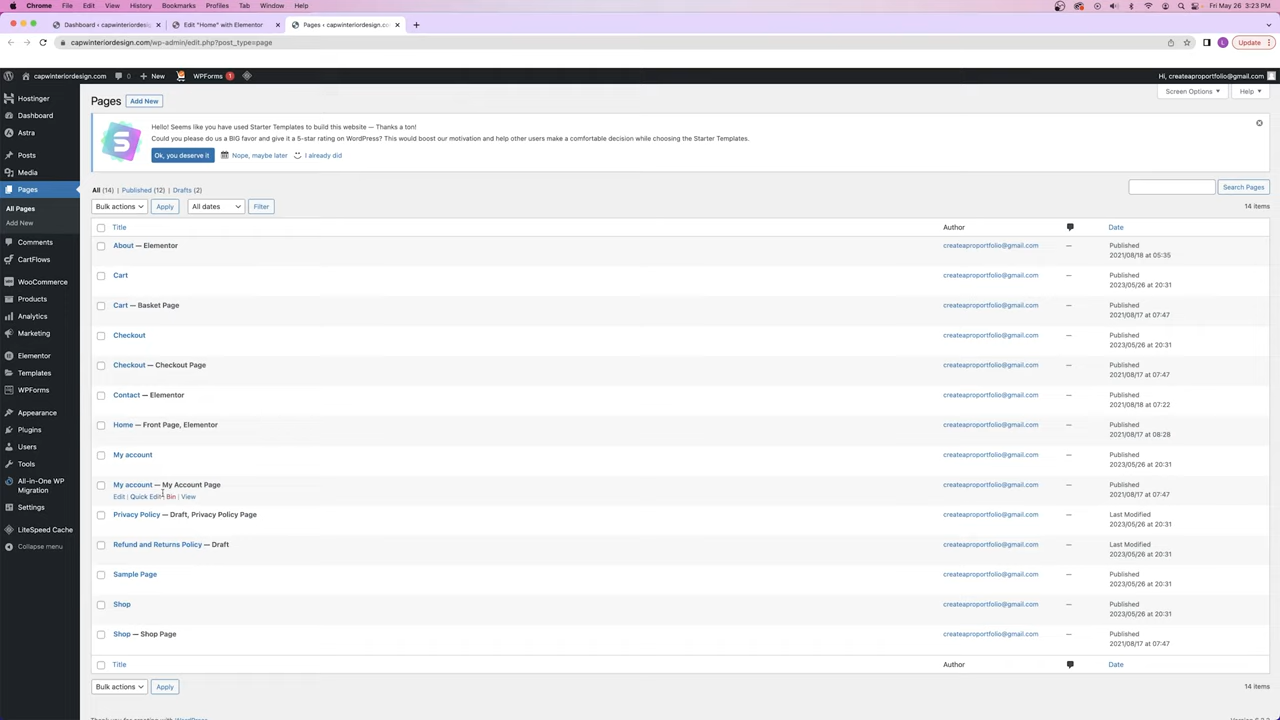 Chrome File Edit View History Bookmarks Profiles Tab Window Help Fri May 26 3:23 PM
Dashboard ‹ capwinteriordesig Edit "Home" with Elementor Pages ‹ capwinteriordesign.co
capwinteriordesign.com/wp-admin/edit.php?post_type=page L Update
capwinteriordesign.com 0 New WPForms 1 Hi, createaproportfolio@gmail.com
Hostinger
Dashboard
Astra
Posts
Media
Pages
All Pages
Add New
Comments
CartFlows
WooCommerce
Products
Analytics
Marketing
Elementor
Templates
WPForms
Appearance
Plugins
Users
Tools
All-in-One WP
Migration
Settings
LiteSpeed Cache
Collapse menu
Screen Options Help
Pages Add New
Hello! Seems like you have used Starter Templates to build this website — Thanks a ton!
Could you please do us a BIG favor and give it a 5-star rating on WordPress? This would boost our motivation and help other users make a comfortable decision while choosing the Starter Templates.
Ok, you deserve it Nope, maybe later I already did
All (14) | Published (12) | Drafts (2) Search Pages
Bulk actions Apply All dates Filter 14 items
Title Author Date
About — Elementor createaproportfolio@gmail.com — Published
2021/08/18 at 05:35
Cart createaproportfolio@gmail.com — Published
2023/05/26 at 20:31
Cart — Basket Page createaproportfolio@gmail.com — Published
2021/08/17 at 07:47
Checkout createaproportfolio@gmail.com — Published
2023/05/26 at 20:31
Checkout — Checkout Page createaproportfolio@gmail.com — Published
2021/08/17 at 07:47
Contact — Elementor createaproportfolio@gmail.com — Published
2021/08/18 at 07:22
Home — Front Page, Elementor createaproportfolio@gmail.com — Published
2021/08/17 at 08:28
My account createaproportfolio@gmail.com — Published
2023/05/26 at 20:31
My account — My Account Page createaproportfolio@gmail.com — Published
Edit | Quick Edit | Bin | View 2021/08/17 at 07:47
Privacy Policy — Draft, Privacy Policy Page createaproportfolio@gmail.com — Last Modified
2023/05/26 at 20:31
Refund and Returns Policy — Draft createaproportfolio@gmail.com — Last Modified
2023/05/26 at 20:31
Sample Page createaproportfolio@gmail.com — Published
2023/05/26 at 20:31
Shop createaproportfolio@gmail.com — Published
2023/05/26 at 20:31
Shop — Shop Page createaproportfolio@gmail.com — Published
2021/08/17 at 07:47
Title Author Date
Bulk actions Apply 14 items